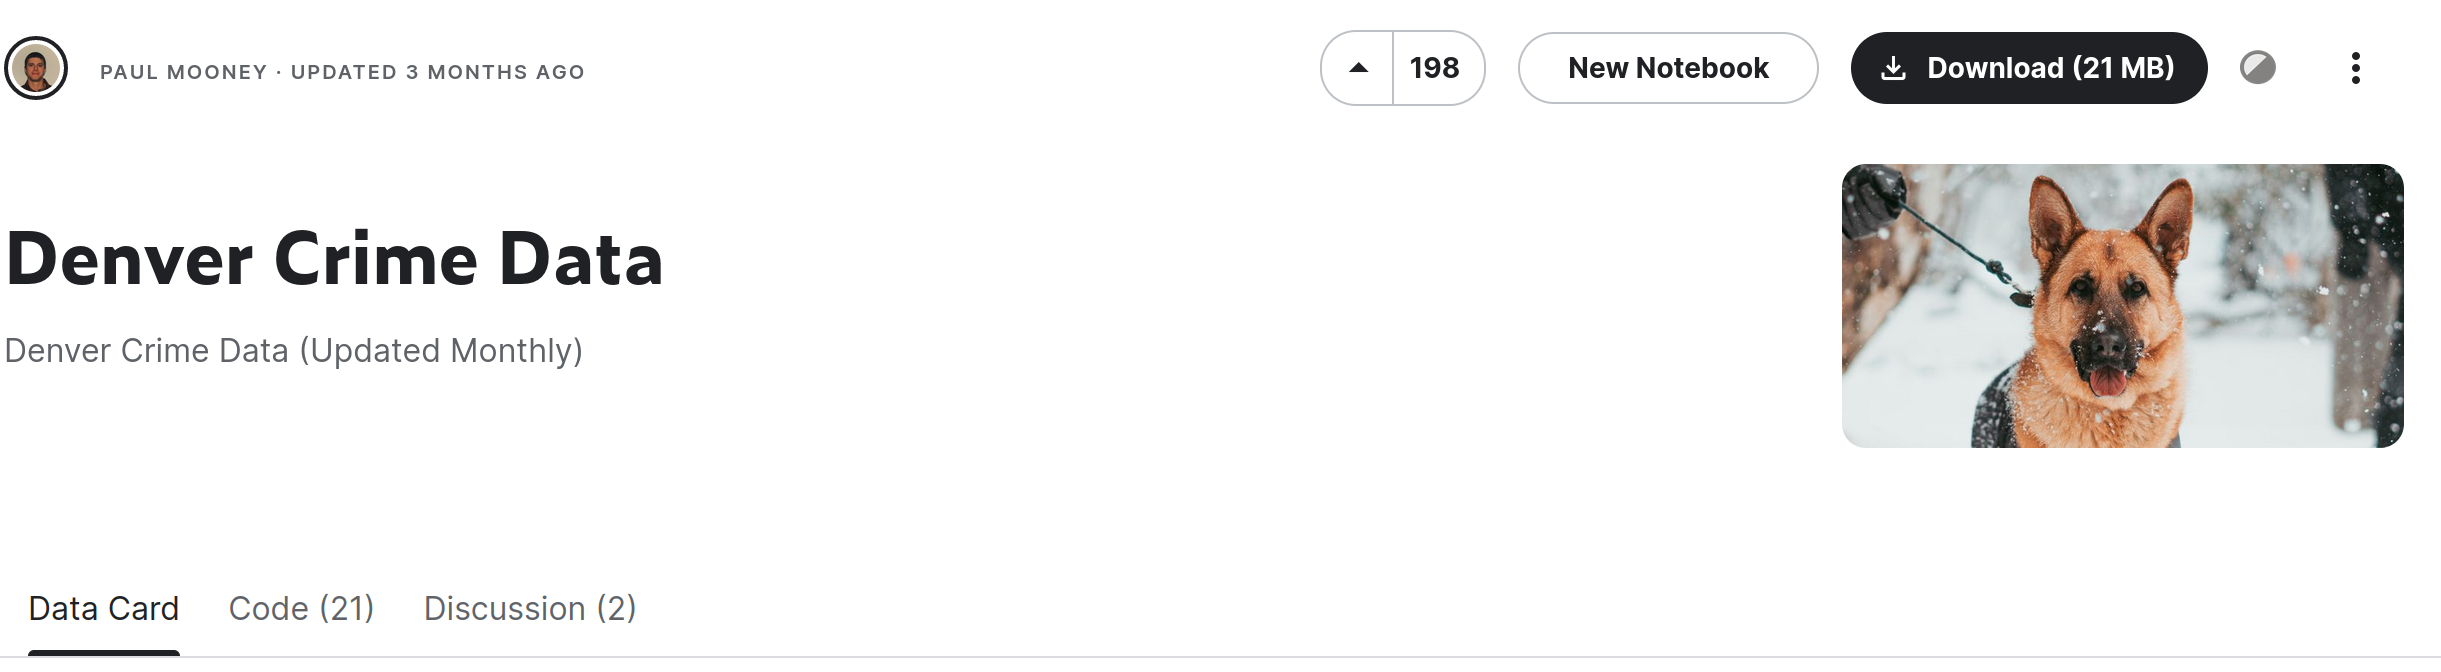 PAUL MOONEY · UPDATED 3 MONTHS AGO
198
New Notebook
Download (21 MB)
Denver Crime Data
Denver Crime Data (Updated Monthly)
Data Card
Code (21)
Discussion (2)